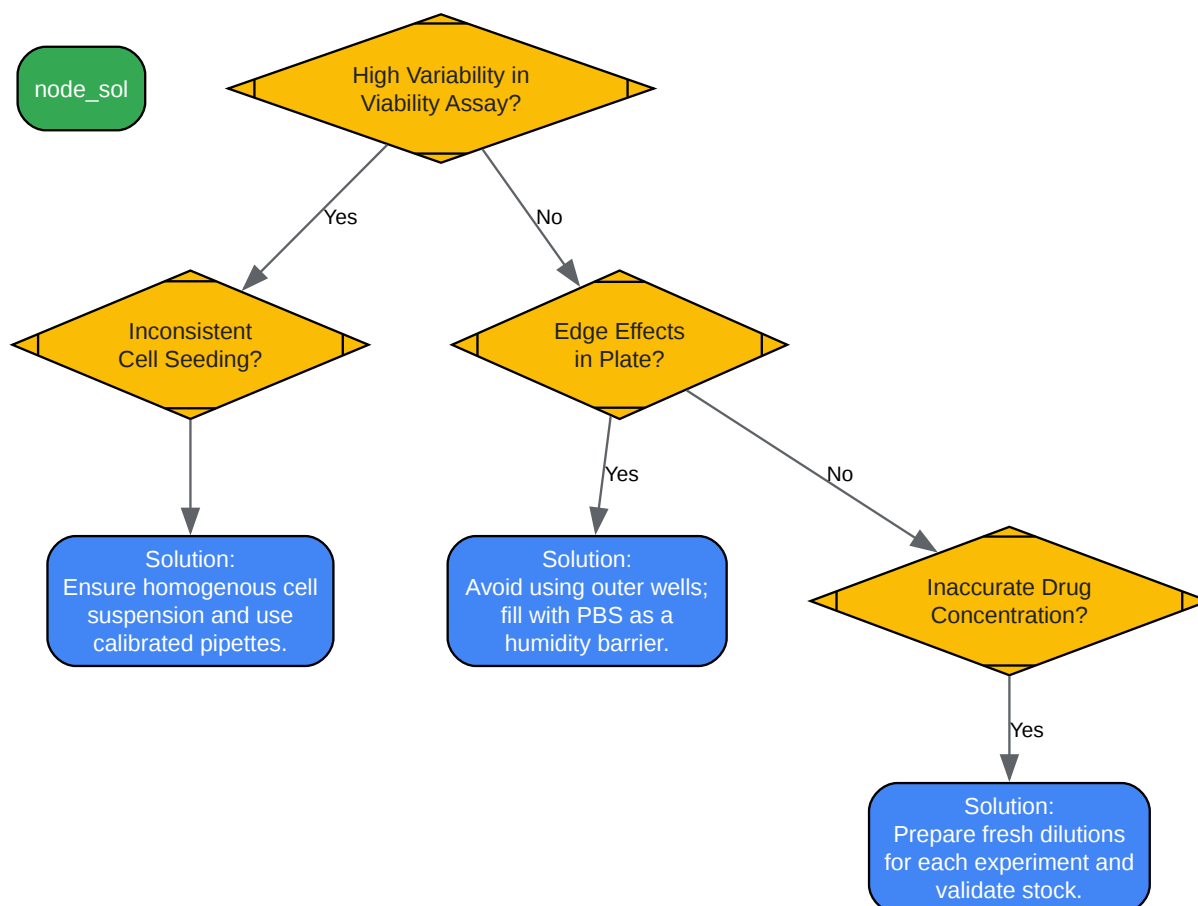 node_sol
High Variability in
Viability Assay?
Yes
No
Inconsistent
Cell Seeding?
Edge Effects
in Plate?
Yes
No
Solution:
Ensure homogenous cell
suspension and use
calibrated pipettes.
Solution:
Avoid using outer wells;
fill with PBS as a
humidity barrier.
Inaccurate Drug
Concentration?
Yes
Solution:
Prepare fresh dilutions
for each experiment and
validate stock.